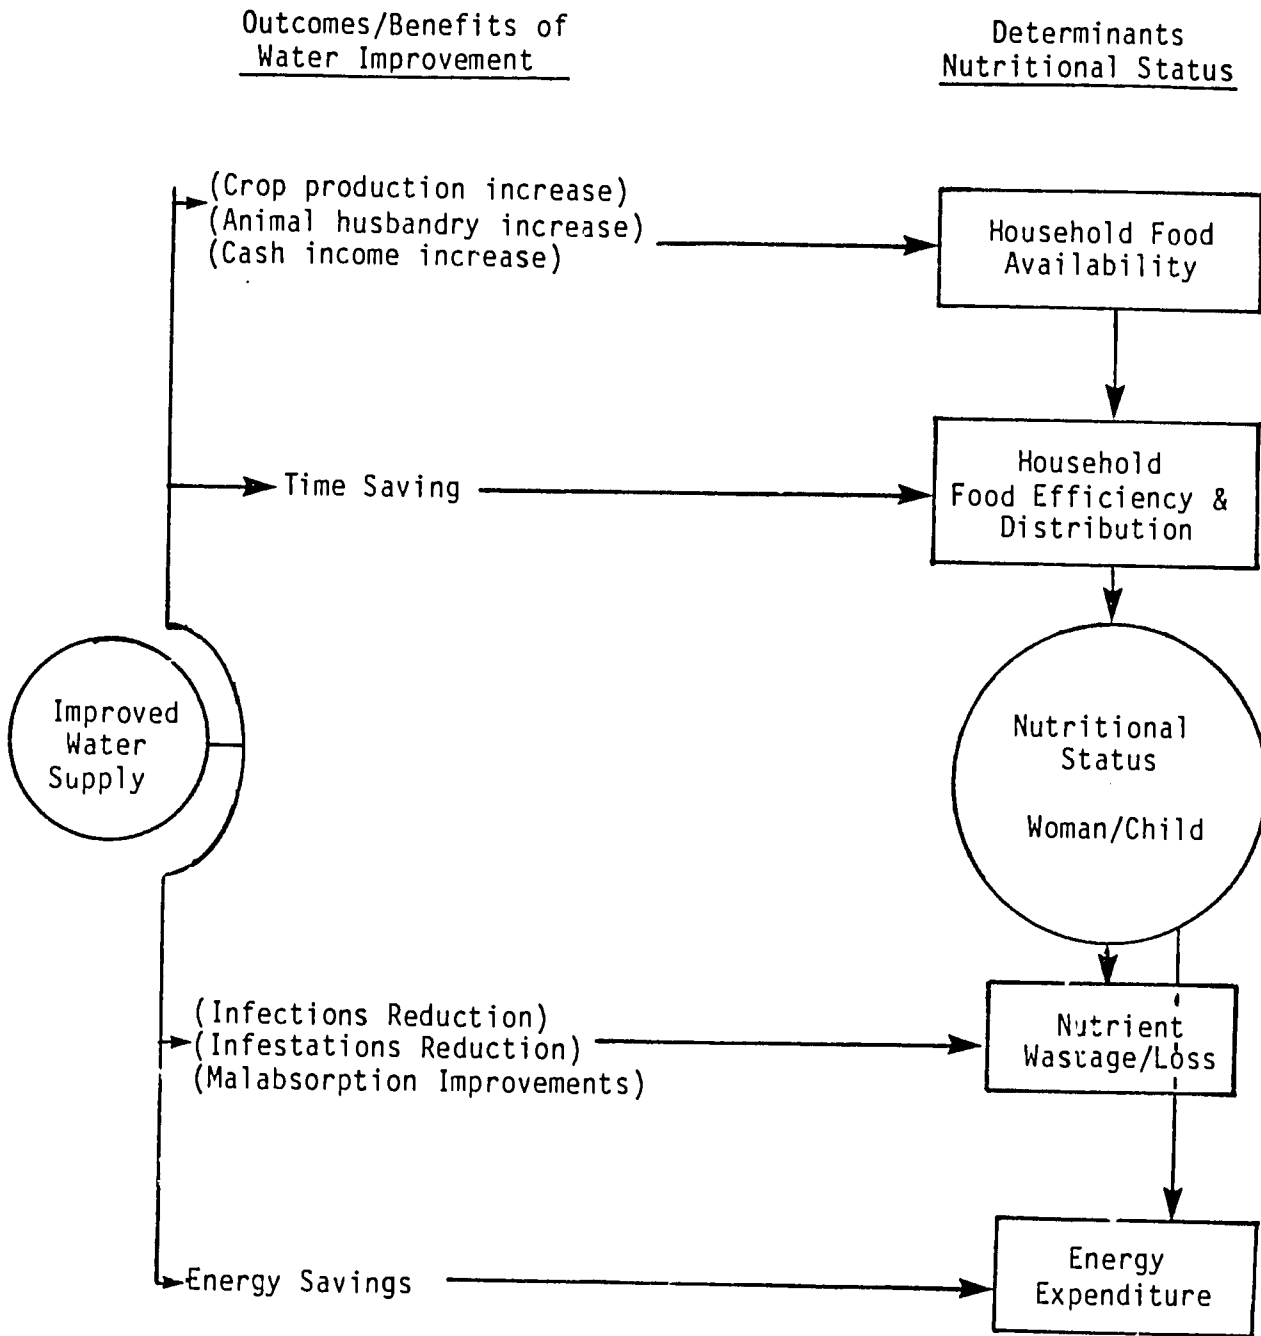 Outcomes/Benefits of
Water Improvement
Determinants
Nutritional Status
(Crop production increase)
(Animal husbandry increase)
(Cash income increase)
Household Food
Availability
Time Saving
Household
Food Efficiency &
Distribution
Improved
Water
Supply
Nutritional
Status
Woman/Child
(Infections Reduction)
(Infestations Reduction)
(Malabsorption Improvements)
Nutrient
Wastage/Loss
Energy Savings
Energy
Expenditure